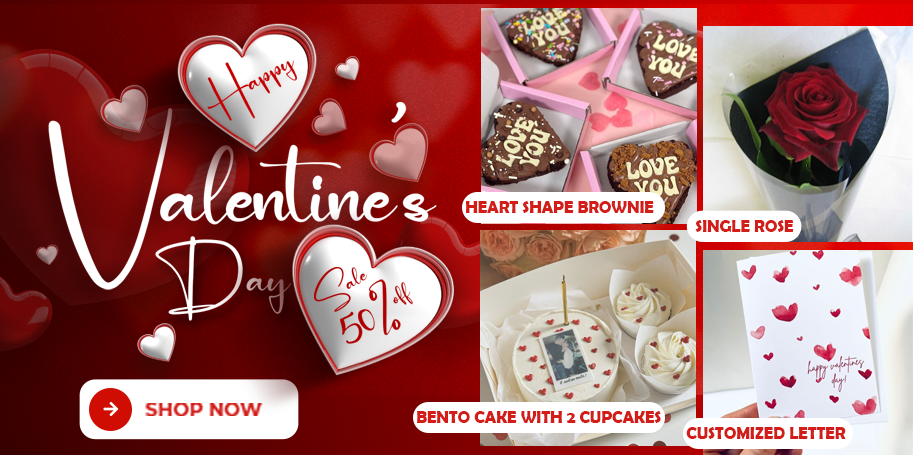 Happy
Valentine's
Day
Sale
50% off
SHOP NOW
LOVE
YOU
LOVE
YOU
LOVE
YOU
LOVE
YOU
HEART SHAPE BROWNIE
SINGLE ROSE
BENTO CAKE WITH 2 CUPCAKES
happy valentines
day!
CUSTOMIZED LETTER